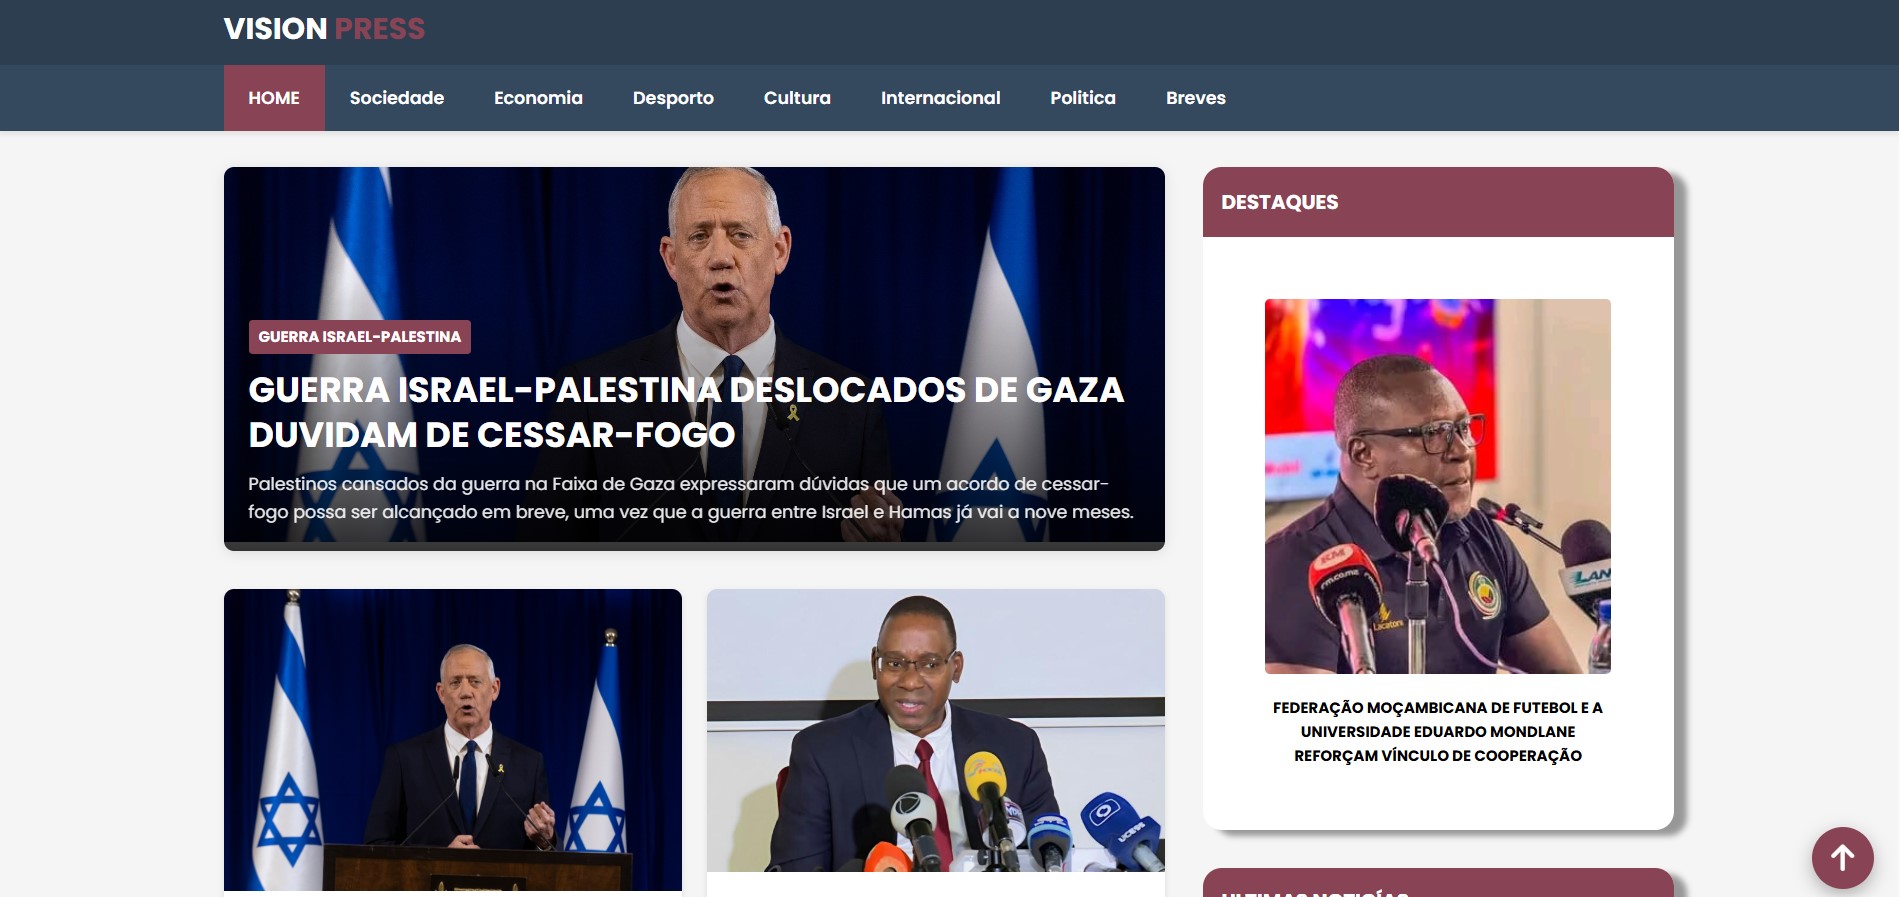 VISION PRESS
HOME Sociedade Economia Desporto Cultura Internacional Politica Breves
GUERRA ISRAEL-PALESTINA
GUERRA ISRAEL-PALESTINA DESLOCADOS DE GAZA
DUVIDAM DE CESSAR-FOGO
Palestinos cansados da guerra na Faixa de Gaza expressaram dúvidas que um acordo de cessar-
fogo possa ser alcançado em breve, uma vez que a guerra entre Israel e Hamas já vai a nove meses.
DESTAQUES
FEDERAÇÃO MOÇAMBICANA DE FUTEBOL E A
UNIVERSIDADE EDUARDO MONDLANE
REFORÇAM VÍNCULO DE COOPERAÇÃO
ULTIMAS NOTICÍAS